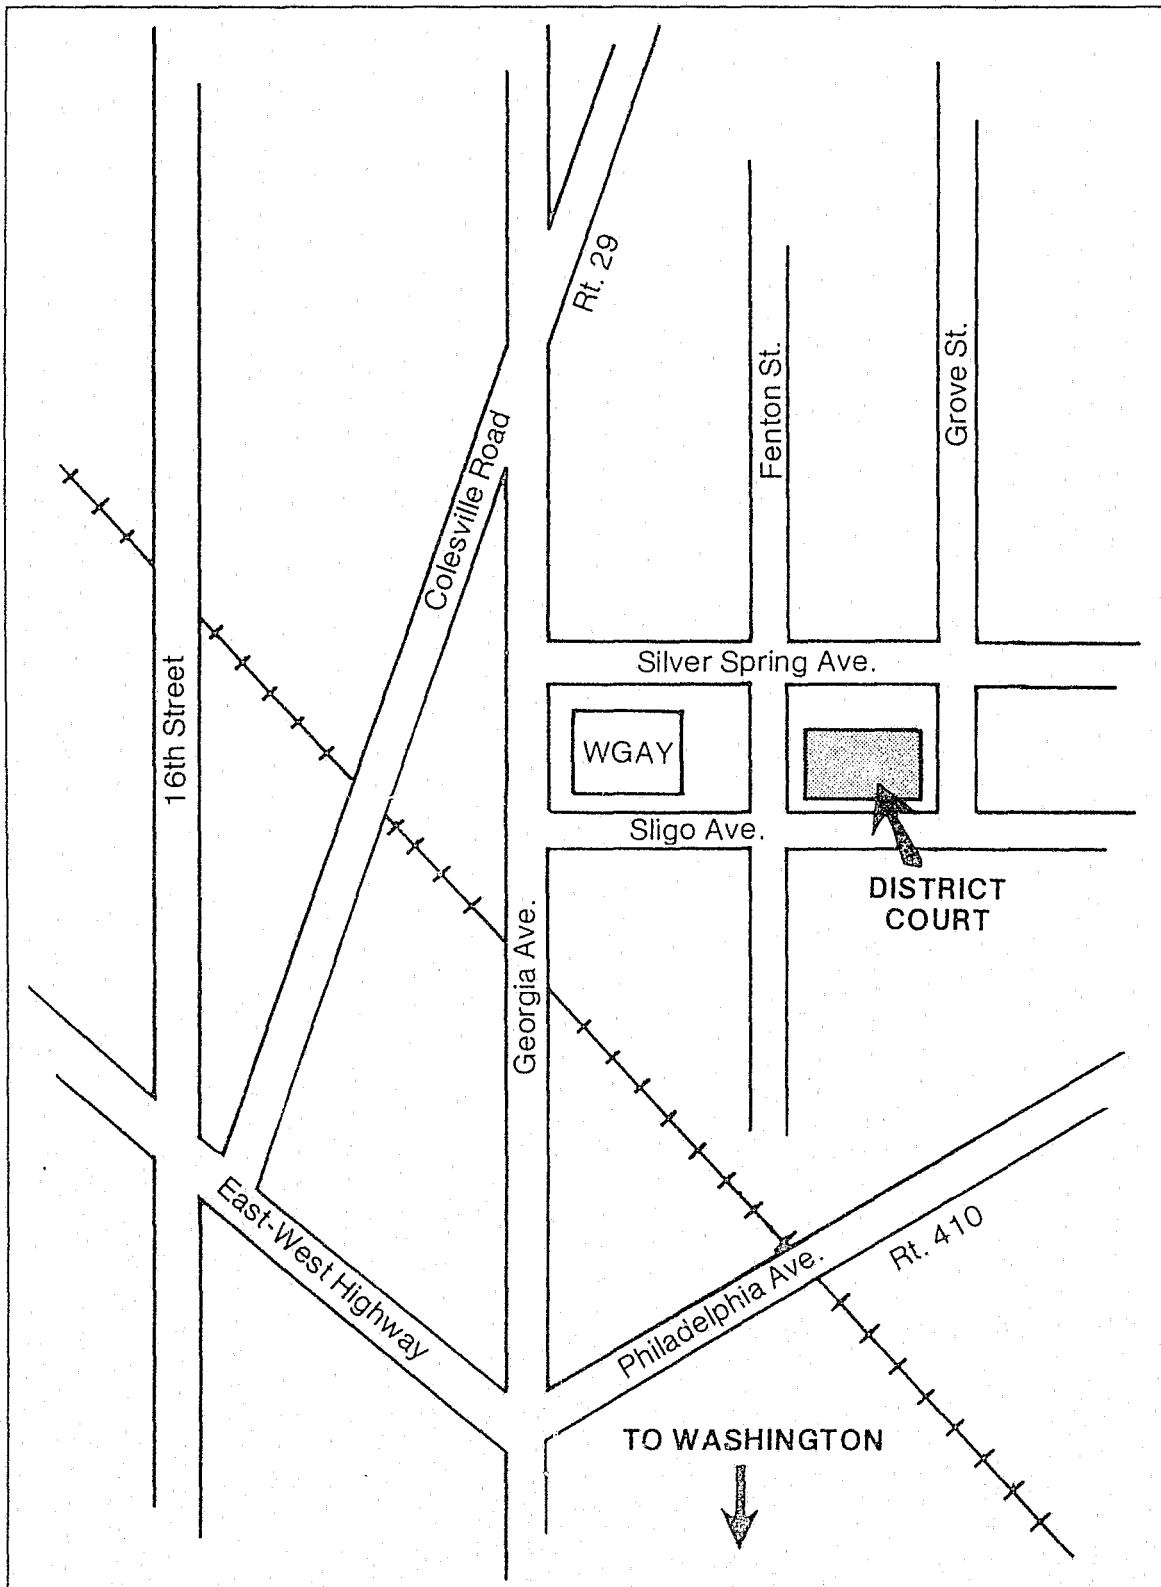 Rt. 29
Fenton St.
Grove St.
Colesville Road
Silver Spring Ave.
16th Street
WGAY
Sligo Ave.
DISTRICT
COURT
Georgia Ave.
East-West Highway
Philadelphia Ave.
Rt. 410
TO WASHINGTON